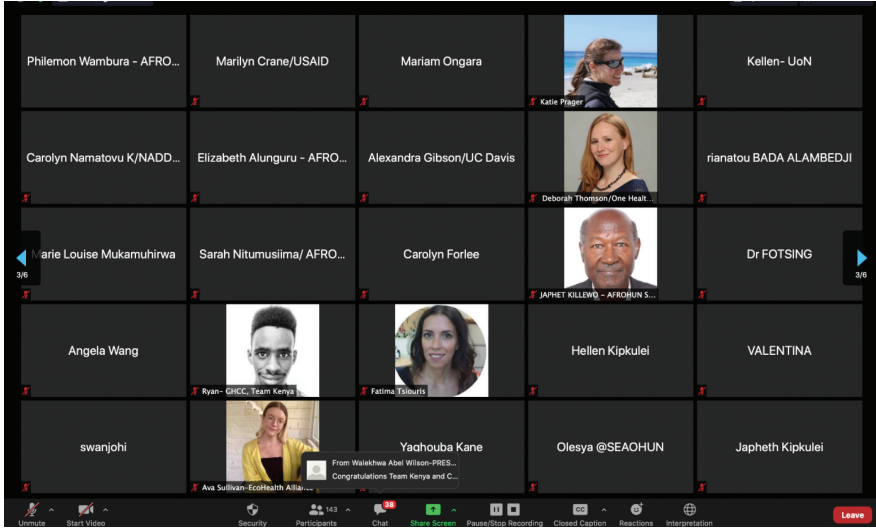 Philemon Wambura - AFRO...
Marilyn Crane/USAID
Mariam Ongara
Katie Prager
Kellen- UoN
Carolyn Namatovu K/NADD...
Elizabeth Alunguru - AFRO...
Alexandra Gibson/UC Davis
Deborah Thomson/One Healt...
rianatou BADA ALAMBEDJI
Marie Louise Mukamuhirwa
Sarah Nitumusiima/ AFRO...
Carolyn Forlee
JAPHET KILLEWO - AFROHUN S...
Dr FOTSING
3/6
3/6
Angela Wang
Ryan- GHCC, Team Kenya
Fatima Tsiouris
Hellen Kipkulei
VALENTINA
swanjohi
Ava Sullivan-EcoHealth Allian
Yaghouba Kane
Olesya @SEAOHUN
Japheth Kipkulei
From Walekhwa Abel Wilson-PRES...
Congratulations Team Kenya and C...
Unmute
Start Video
Security
143
Participants
38
Chat
Share Screen
Pause/Stop Recording
CC
Closed Caption
Reactions
Interpretation
Leave